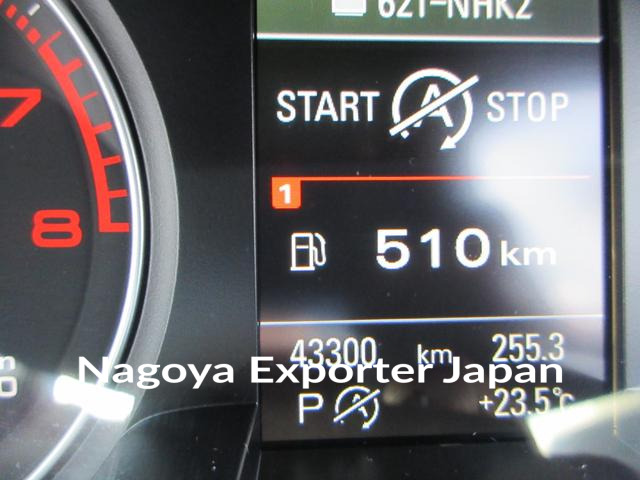 621-NHK2
7
START A STOP
1
8
510 km
43300 km 255.3
Nagoya Exporter Japan
P A +23.5°C